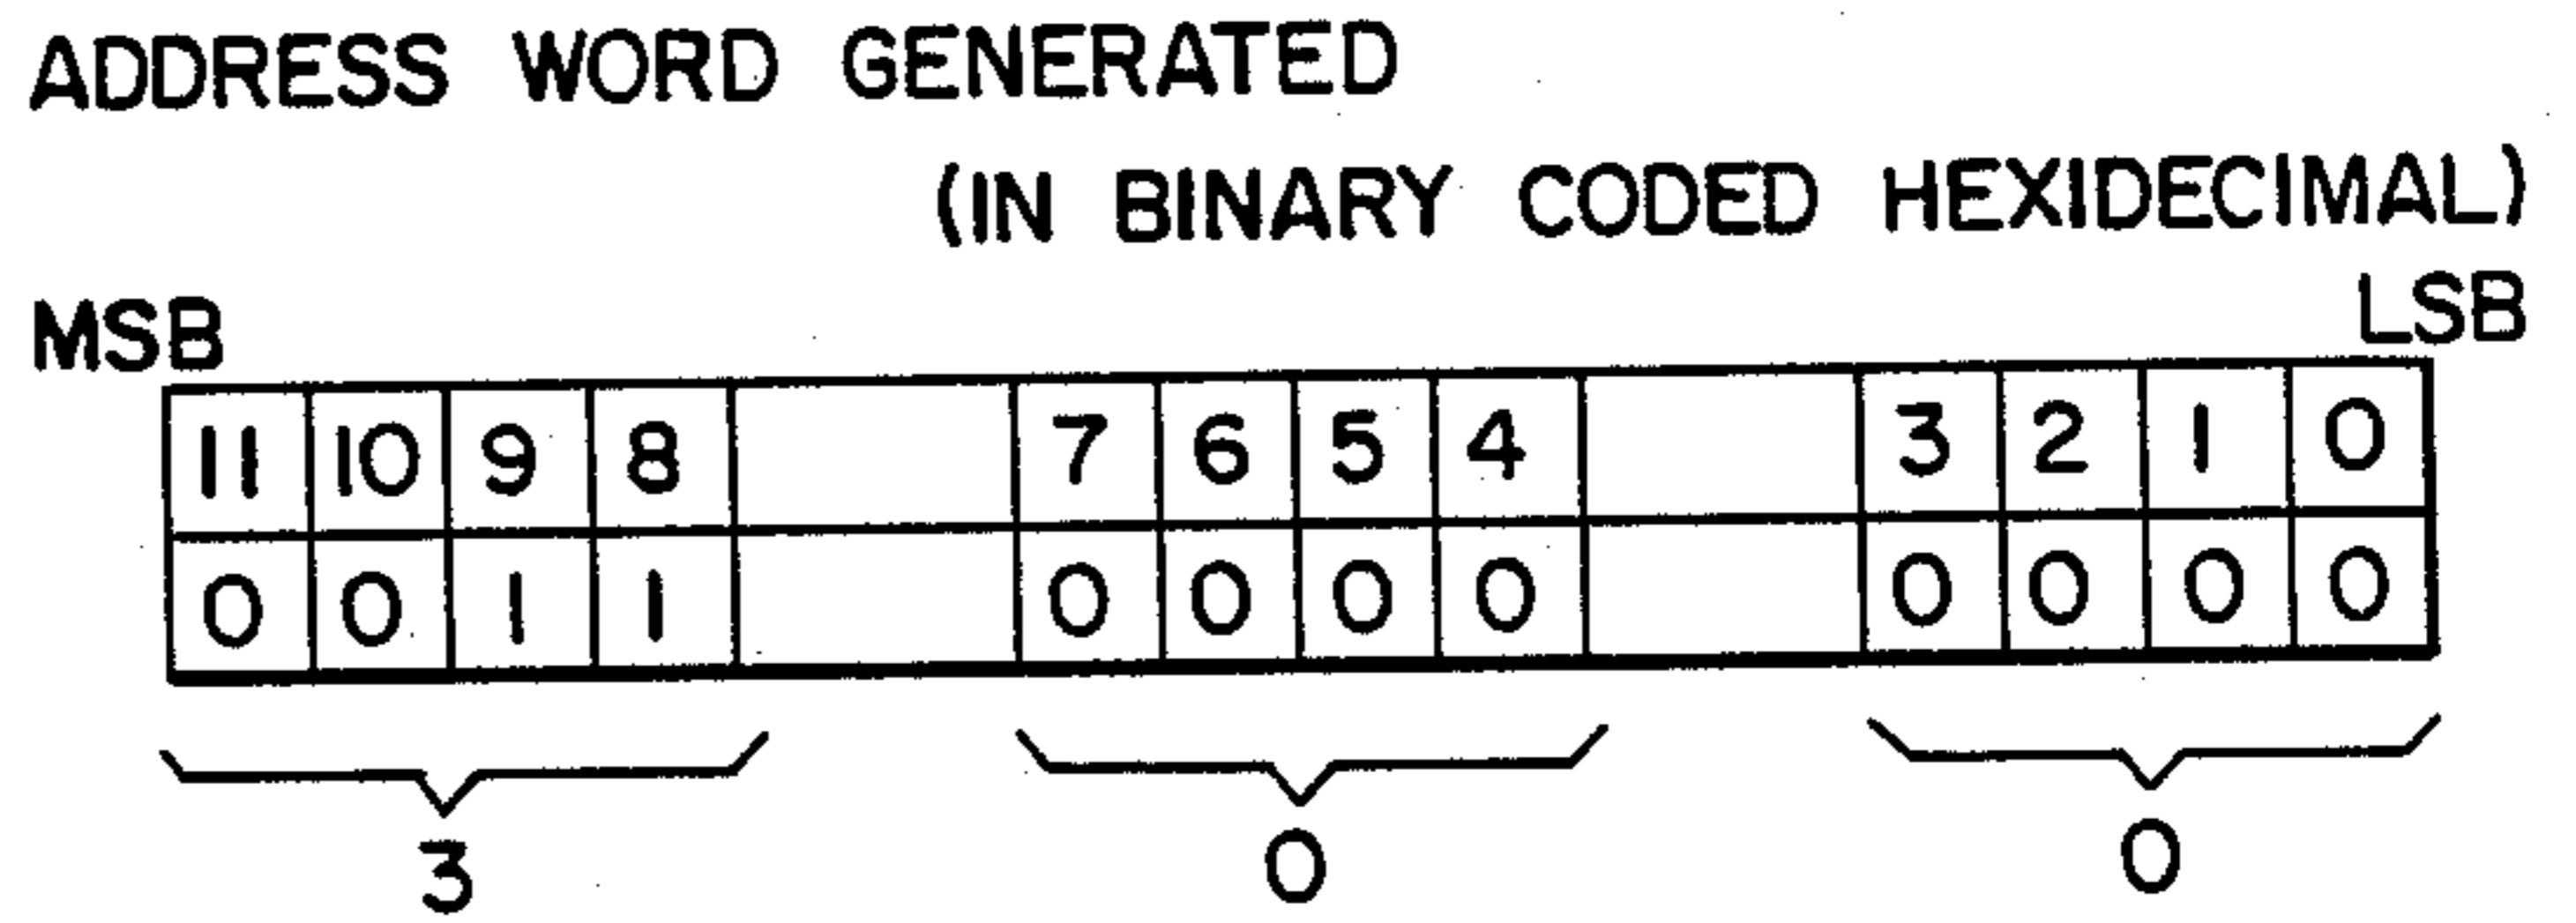 ADDRESS WORD GENERATED
(IN BINARY CODED HEXIDECIMAL)
MSB LSB
11 10 9 8 7 6 5 4 3 2 1 0
0 0 1 1 0 0 0 0 0 0 0 0
3 0 0